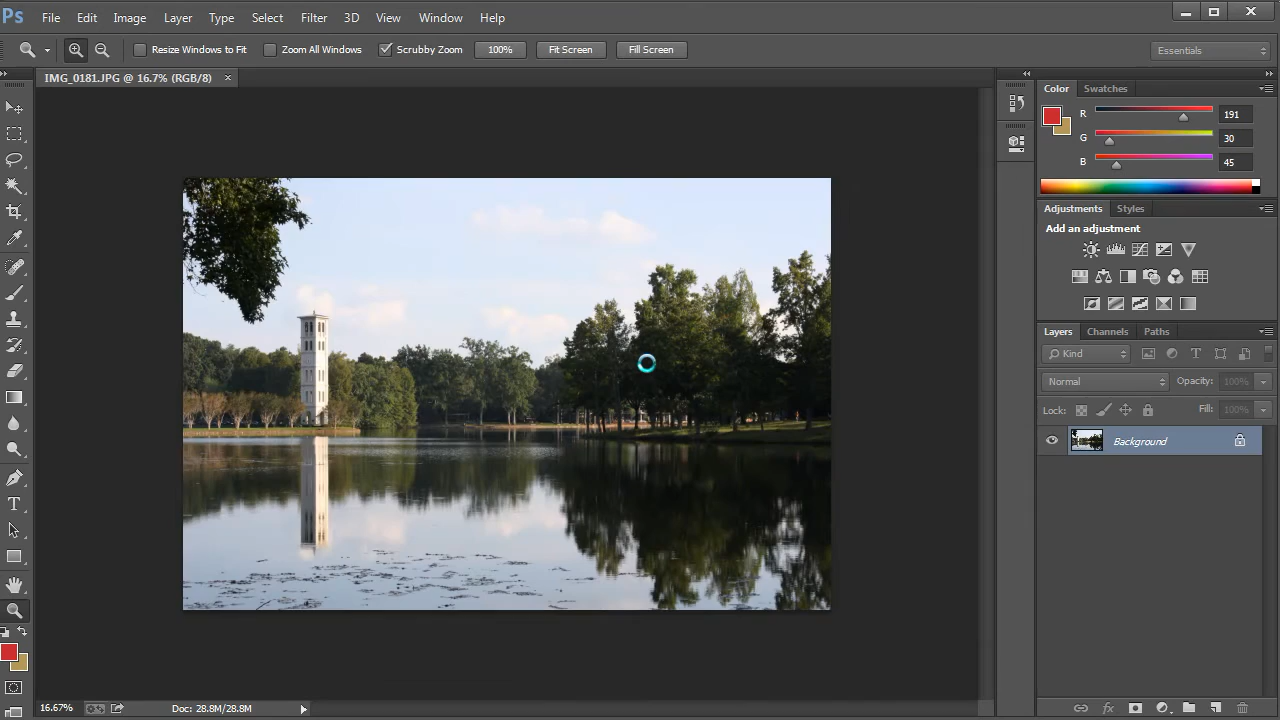 Ps File Edit Image Layer Type Select Filter 3D View Window Help
Resize Windows to Fit Zoom All Windows Scrubby Zoom 100% Fit Screen Fill Screen Essentials
IMG_0181.JPG @ 16.7% (RGB/8)
Color Swatches
R 191
G 30
B 45
Adjustments Styles
Add an adjustment
Layers Channels Paths
Kind
Normal Opacity: 100%
Lock: Fill: 100%
Background
16.67% Doc: 28.8M/28.8M